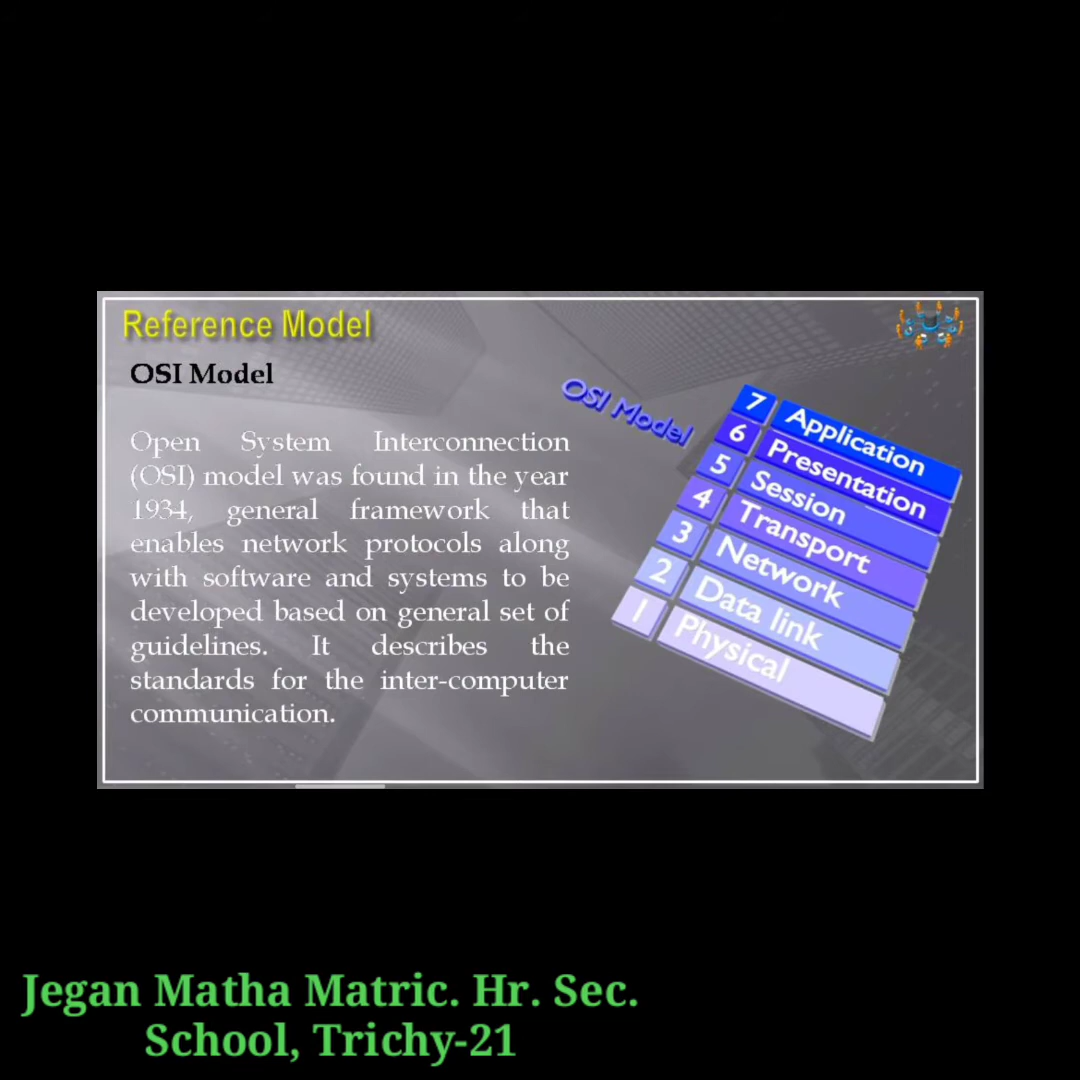 Reference Model
OSI Model
Open System Interconnection
(OSI) model was found in the year
1934, general framework that
enables network protocols along
with software and systems to be
developed based on general set of
guidelines. It describes the
standards for the inter-computer
communication.
OSI Model
7 Application
6 Presentation
5 Session
4 Transport
3 Network
2 Data link
1 Physical
Jegan Matha Matric. Hr. Sec.
School, Trichy-21